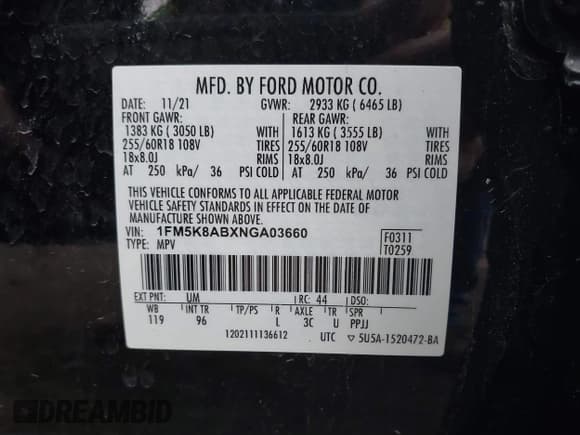 MFD. BY FORD MOTOR CO.
DATE: 11/21 GVWR: 2933 KG ( 6465 LB)
FRONT GAWR: REAR GAWR:
1383 KG ( 3050 LB) WITH 1613 KG ( 3555 LB) WITH
255/60R18 108V TIRES 255/60R18 108V TIRES
18x8.0J RIMS 18x8.0J RIMS
AT 250 kPa/ 36 PSI COLD AT 250 kPa/ 36 PSI COLD
THIS VEHICLE CONFORMS TO ALL APPLICABLE FEDERAL MOTOR
VEHICLE SAFETY STANDARDS IN EFFECT ON THE DATE OF
MANUFACTURE SHOWN ABOVE.
VIN: 1FM5K8ABXNGA03660 F0311
TYPE: MPV T0259
EXT PNT: UM RC: 44 DSO:
WB INT TR TP/PS R AXLE TR SPR
119 96 L 3C U PPJJ
1202111136612 UTC ▽ 5U5A-1520472-BA
DREAMBID